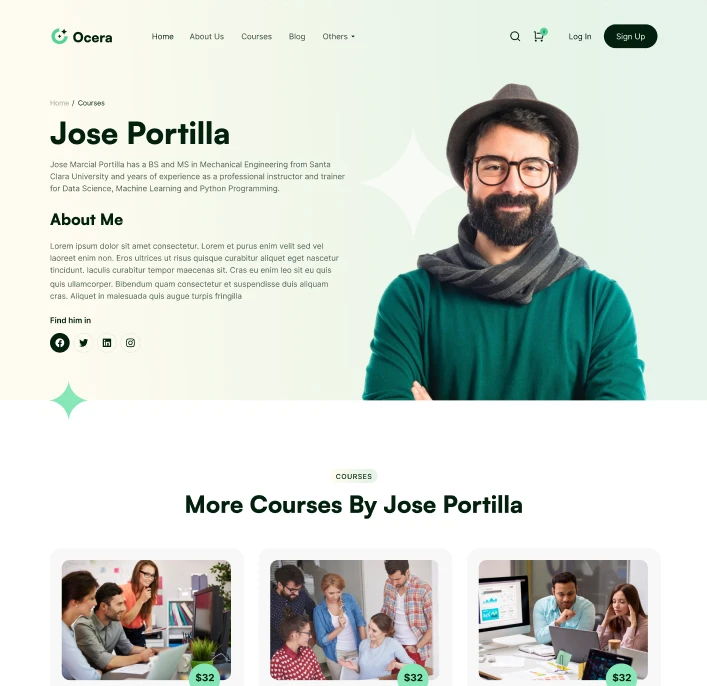 Ocera
Home About Us Courses Blog Others
Log In Sign Up
Home / Courses
Jose Portilla
Jose Marcial Portilla has a BS and MS in Mechanical Engineering from Santa
Clara University and years of experience as a professional instructor and trainer
for Data Science, Machine Learning and Python Programming.
About Me
Lorem ipsum dolor sit amet consectetur. Lorem et purus enim velit sed vel
laoreet enim non. Eros ultrices ut risus quisque curabitur aliquet eget nascetur
tincidunt. Iaculis curabitur tempor maecenas sit. Cras eu enim leo sit eu quis
quis ullamcorper. Bibendum quam consectetur et suspendisse duis aliquam
cras. Aliquet in malesuada quis augue turpis fringilla
Find him in
COURSES
More Courses By Jose Portilla
$32
$32
$32